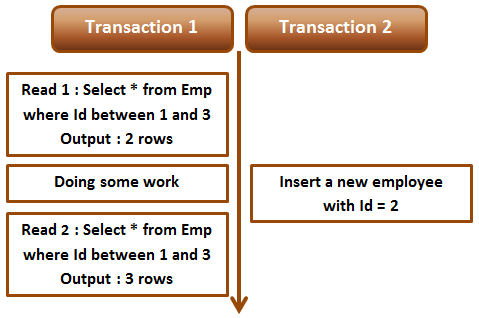 Transaction 1
Transaction 2
Read 1 : Select * from Emp
where Id between 1 and 3
Output : 2 rows
Doing some work
Insert a new employee
with Id = 2
Read 2 : Select * from Emp
where Id between 1 and 3
Output : 3 rows